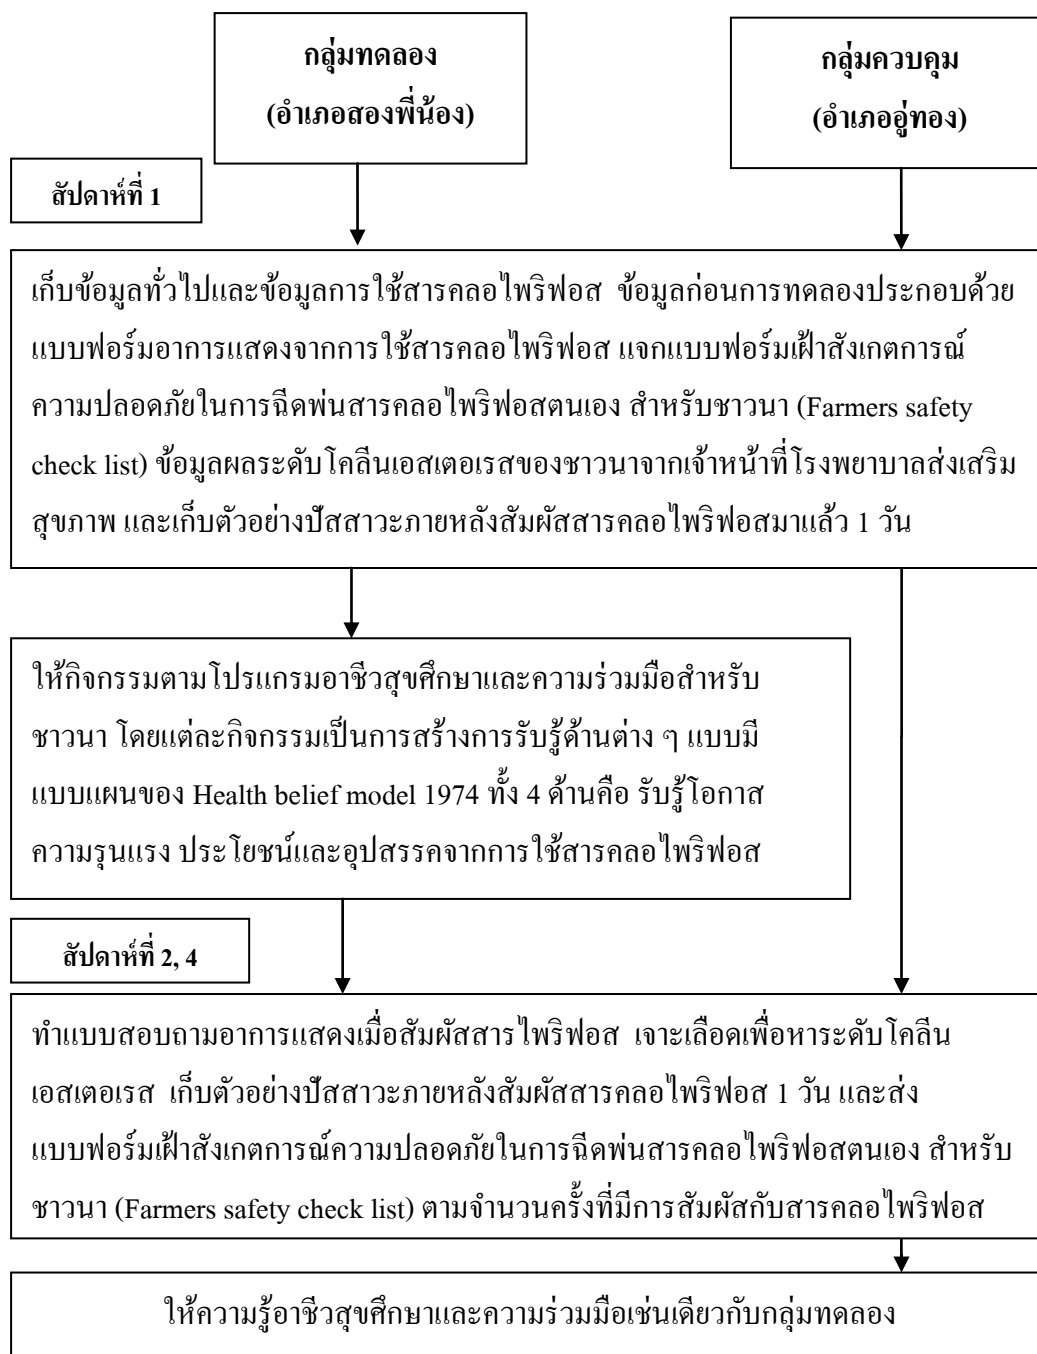 กลุ่มทดลอง
(อำเภอสองพี่น้อง)
กลุ่มควบคุม
(อำเภออู่ทอง)
สัปดาห์ที่ 1
เก็บข้อมูลทั่วไปและข้อมูลการใช้สารคลอไพริฟอส ข้อมูลก่อนการทดลองประกอบด้วย
แบบฟอร์มอาการแสดงจากการใช้สารคลอไพริฟอส แจกแบบฟอร์มเฝ้าสังเกตการณ์
ความปลอดภัยในการฉีดพ่นสารคลอไพริฟอสตนเอง สำหรับชาวนา (Farmers safety
check list) ข้อมูลผลระดับโคลีนเอสเตอเรสของชาวนาจากเจ้าหน้าที่โรงพยาบาลส่งเสริม
สุขภาพ และเก็บตัวอย่างปัสสาวะภายหลังสัมผัสสารคลอไพริฟอสมาแล้ว 1 วัน
ให้กิจกรรมตามโปรแกรมอาชีวสุขศึกษาและความร่วมมือสำหรับ
ชาวนา โดยแต่ละกิจกรรมเป็นการสร้างการรับรู้ด้านต่าง ๆ แบบมี
แบบแผนของ Health belief model 1974 ทั้ง 4 ด้านคือ รับรู้โอกาส
ความรุนแรง ประโยชน์และอุปสรรคจากการใช้สารคลอไพริฟอส
สัปดาห์ที่ 2, 4
ทำแบบสอบถามอาการแสดงเมื่อสัมผัสสารไพริฟอส เจาะเลือดเพื่อหาระดับโคลีน
เอสเตอเรส เก็บตัวอย่างปัสสาวะภายหลังสัมผัสสารคลอไพริฟอส 1 วัน และส่ง
แบบฟอร์มเฝ้าสังเกตการณ์ความปลอดภัยในการฉีดพ่นสารคลอไพริฟอสตนเอง สำหรับ
ชาวนา (Farmers safety check list) ตามจำนวนครั้งที่มีการสัมผัสกับสารคลอไพริฟอส
ให้ความรู้อาชีวสุขศึกษาและความร่วมมือเช่นเดียวกับกลุ่มทดลอง